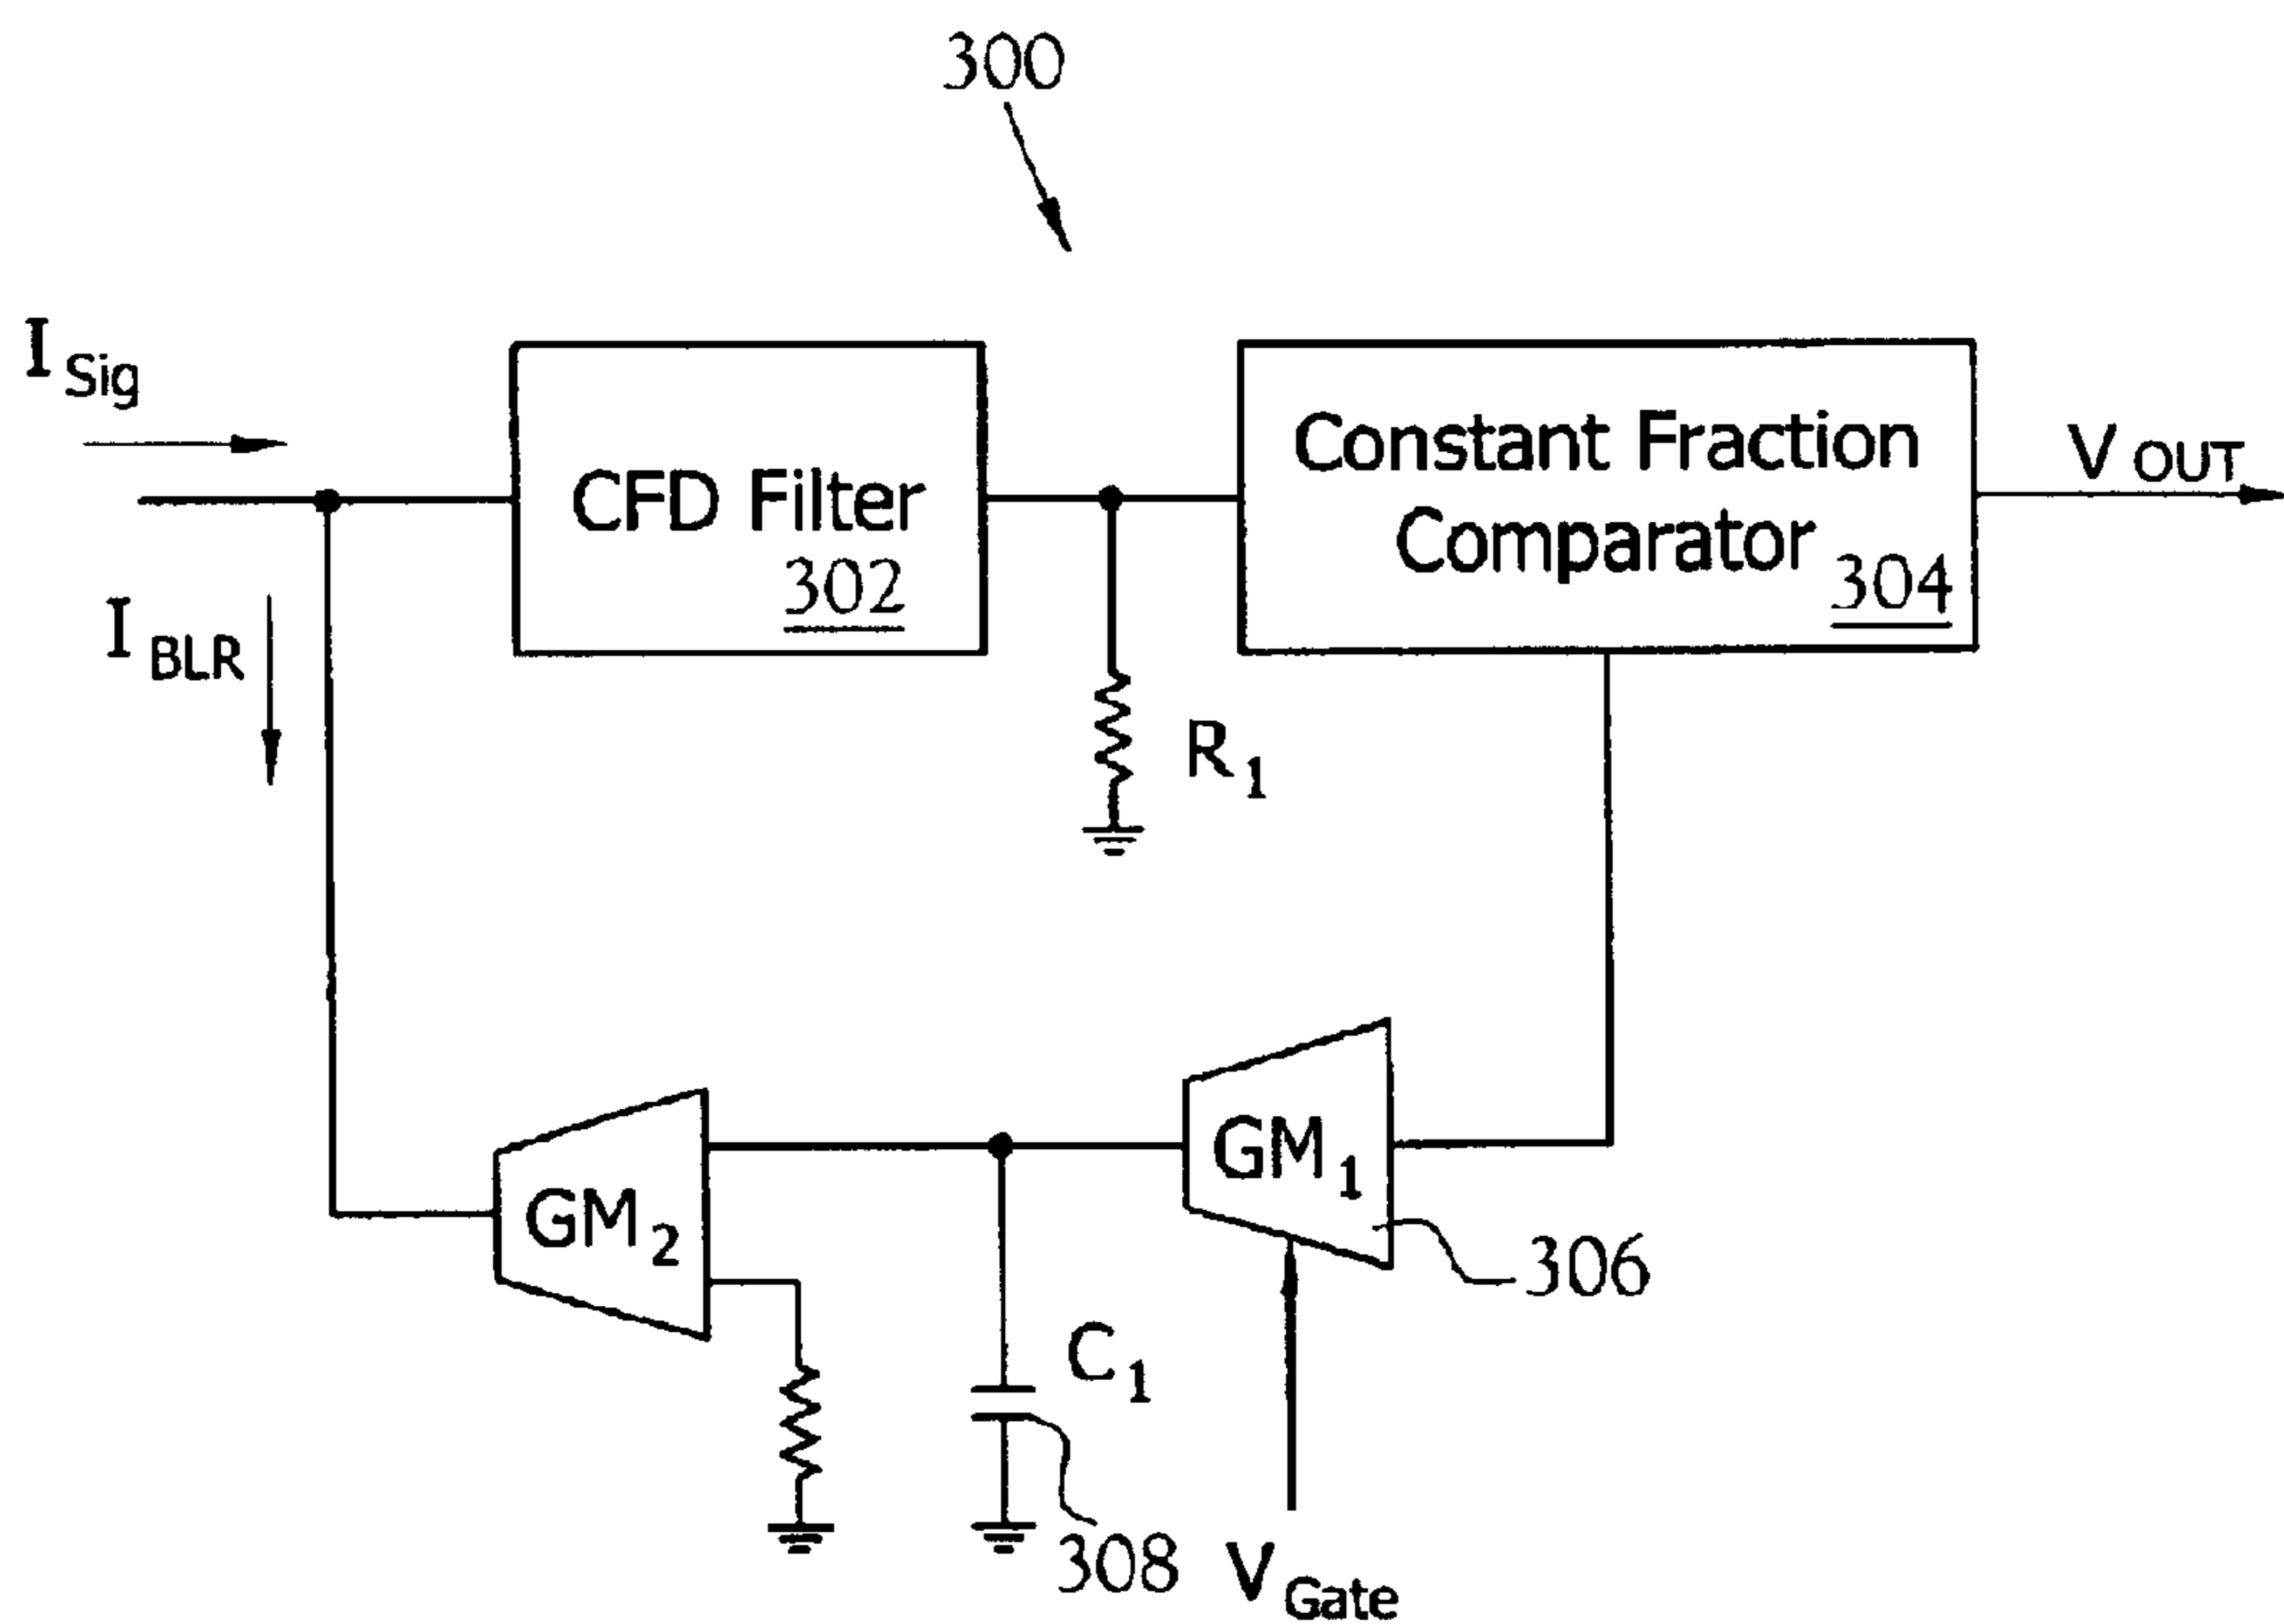 300
I Sig
CFD Filter
302
Constant Fraction
Comparator
304
V OUT
I BLR
R 1
GM 1
GM 2
306
C 1
308
V Gate